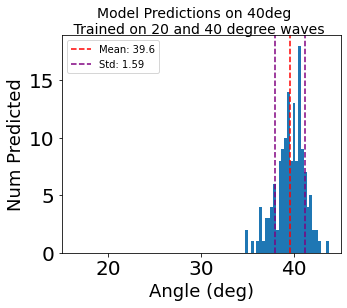 Model Predictions on 40deg
Trained on 20 and 40 degree waves
Mean: 39.6
Std: 1.59
Num Predicted
15
10
5
0
20
30
40
Angle (deg)